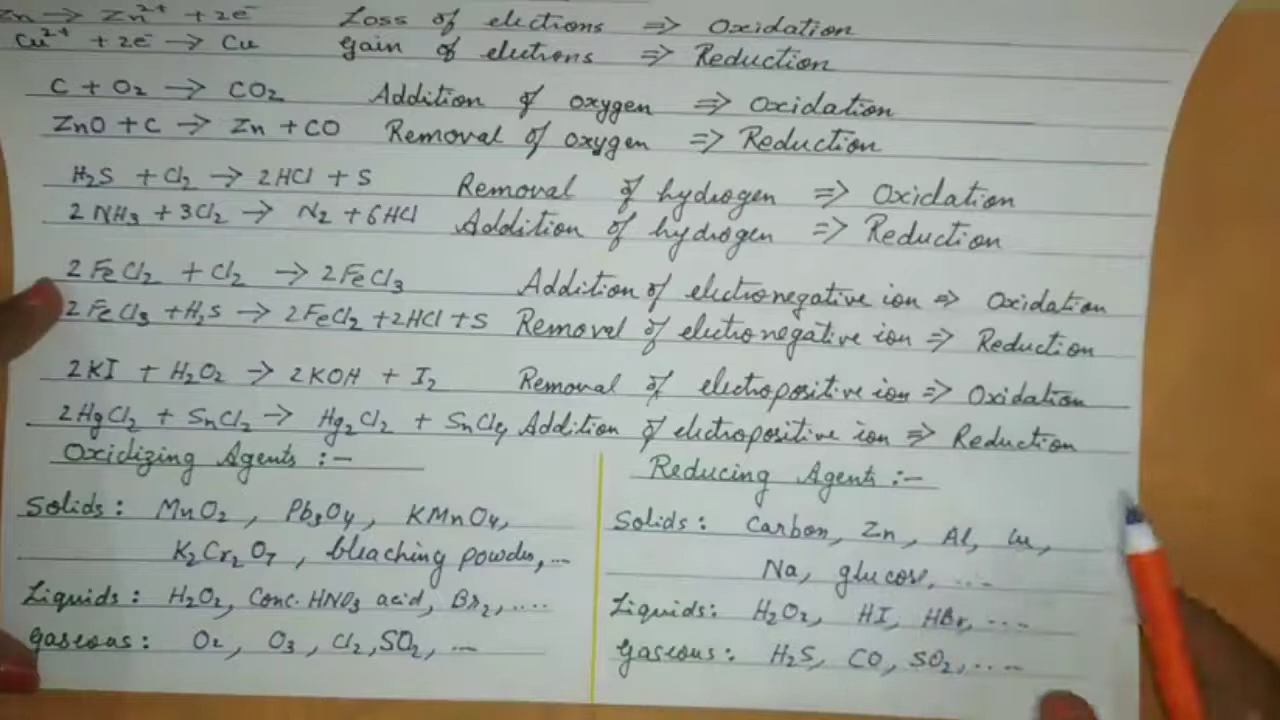 Zn → Zn²⁺ + 2e⁻ Loss of elections ⇒ Oxidation
Cu²⁺ + 2e⁻ → Cu gain of elutions ⇒ Reduction
C + O₂ → CO₂ Addition of oxygen ⇒ Oxidation
ZnO + C → Zn + CO Removal of oxygen ⇒ Reduction
H₂S + Cl₂ → 2HCl + S Removal of hydrogen ⇒ Oxidation
2NH₃ + 3Cl₂ → N₂ + 6HCl Addition of hydrogen ⇒ Reduction
2FeCl₂ + Cl₂ → 2FeCl₃ Addition of electronegative ion ⇒ Oxidation
2FeCl₃ + H₂S → 2FeCl₂ + 2HCl + S Removal of electronegative ion ⇒ Reduction
2KI + H₂O₂ → 2KOH + I₂ Removal of electropositive ion ⇒ Oxidation
2HgCl₂ + SnCl₂ → Hg₂Cl₂ + SnCl₄ Addition of electropositive ion ⇒ Reduction
Oxidizing Agents :-
Solids : MnO₂, Pb₃O₄, KMnO₄,
K₂Cr₂O₇, bleaching powder, ...
Liquids : H₂O₂, Conc. HNO₃ acid, Br₂, ....
gaseous : O₂, O₃, Cl₂, SO₂, ...
Reducing Agents :-
Solids : Carbon, Zn, Al, Cu,
Na, glucose, ....
Liquids : H₂O₂, HI, HBr, ....
gaseous : H₂S, CO, SO₂, ....